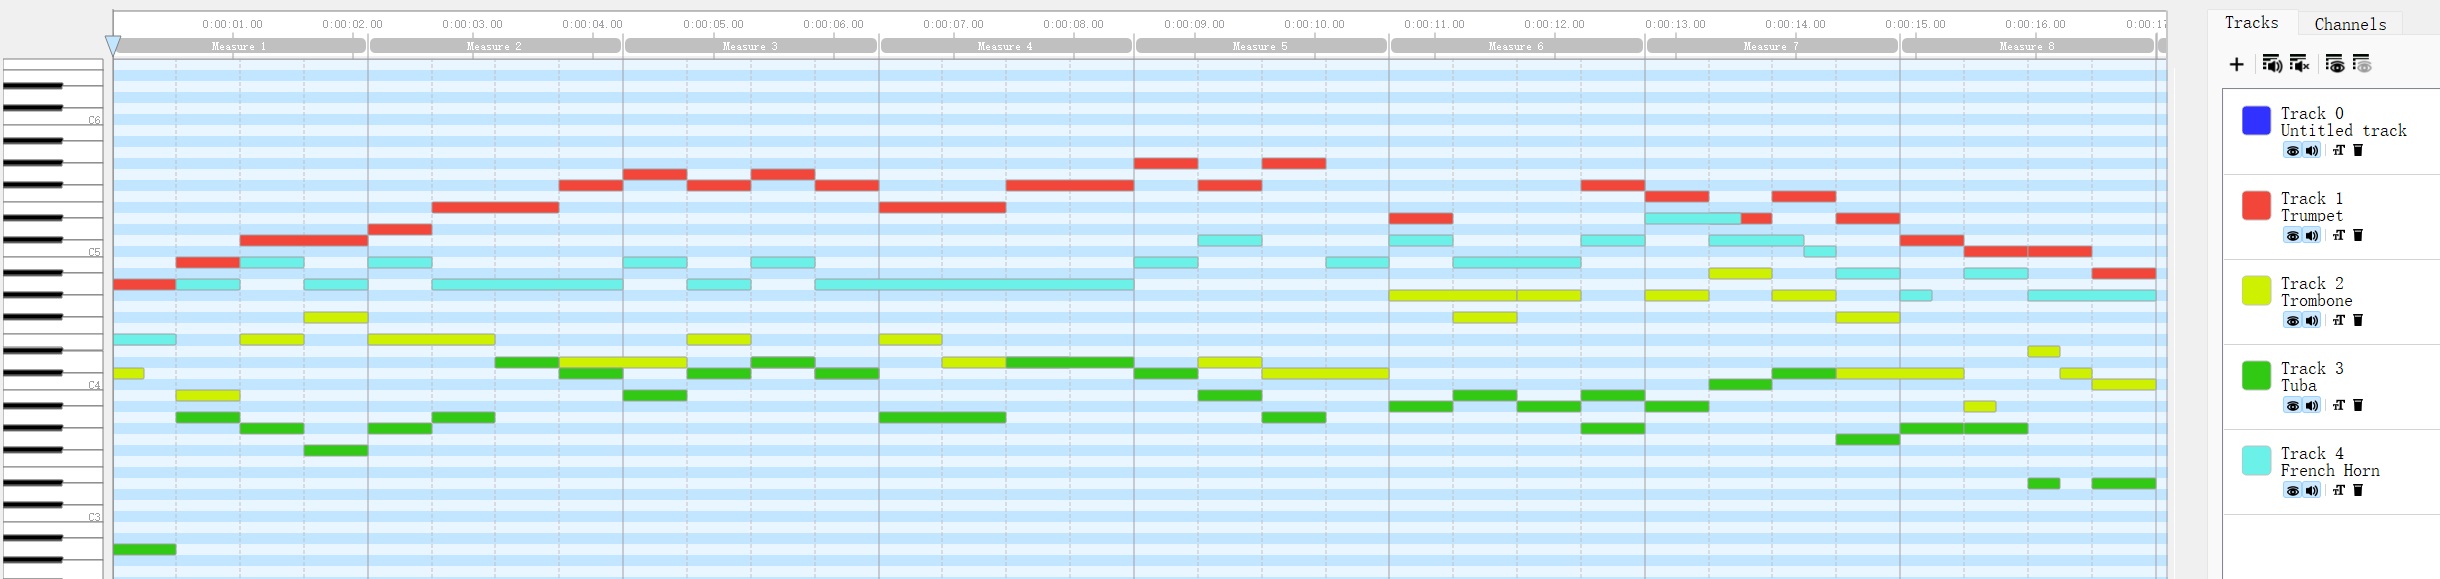 0:00:01.00 0:00:02.00 0:00:03.00 0:00:04.00 0:00:05.00 0:00:06.00 0:00:07.00 0:00:08.00 0:00:09.00 0:00:10.00 0:00:11.00 0:00:12.00 0:00:13.00 0:00:14.00 0:00:15.00 0:00:16.00 0:00:17
Measure 1 Measure 2 Measure 3 Measure 4 Measure 5 Measure 6 Measure 7 Measure 8
C6
C5
C4
C3
Tracks Channels
Track 0
Untitled track
Track 1
Trumpet
Track 2
Trombone
Track 3
Tuba
Track 4
French Horn